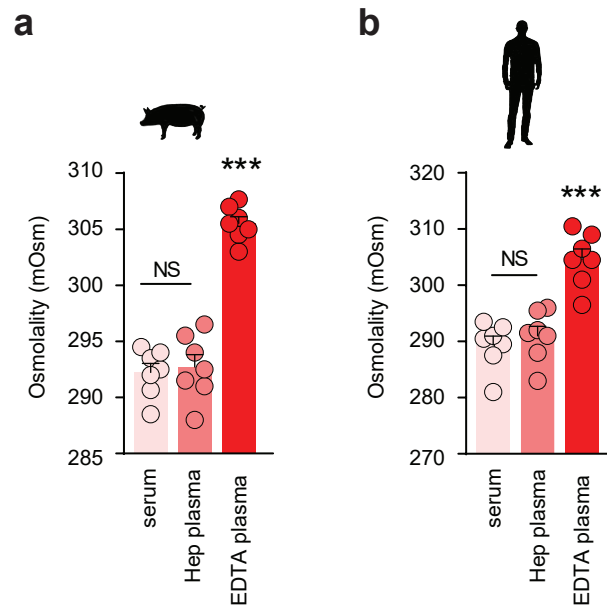 a
Osmolality (mOsm)
310
305
300
295
290
285
***
NS
serum
Hep plasma
EDTA plasma
b
Osmolality (mOsm)
320
310
300
290
280
270
***
NS
serum
Hep plasma
EDTA plasma